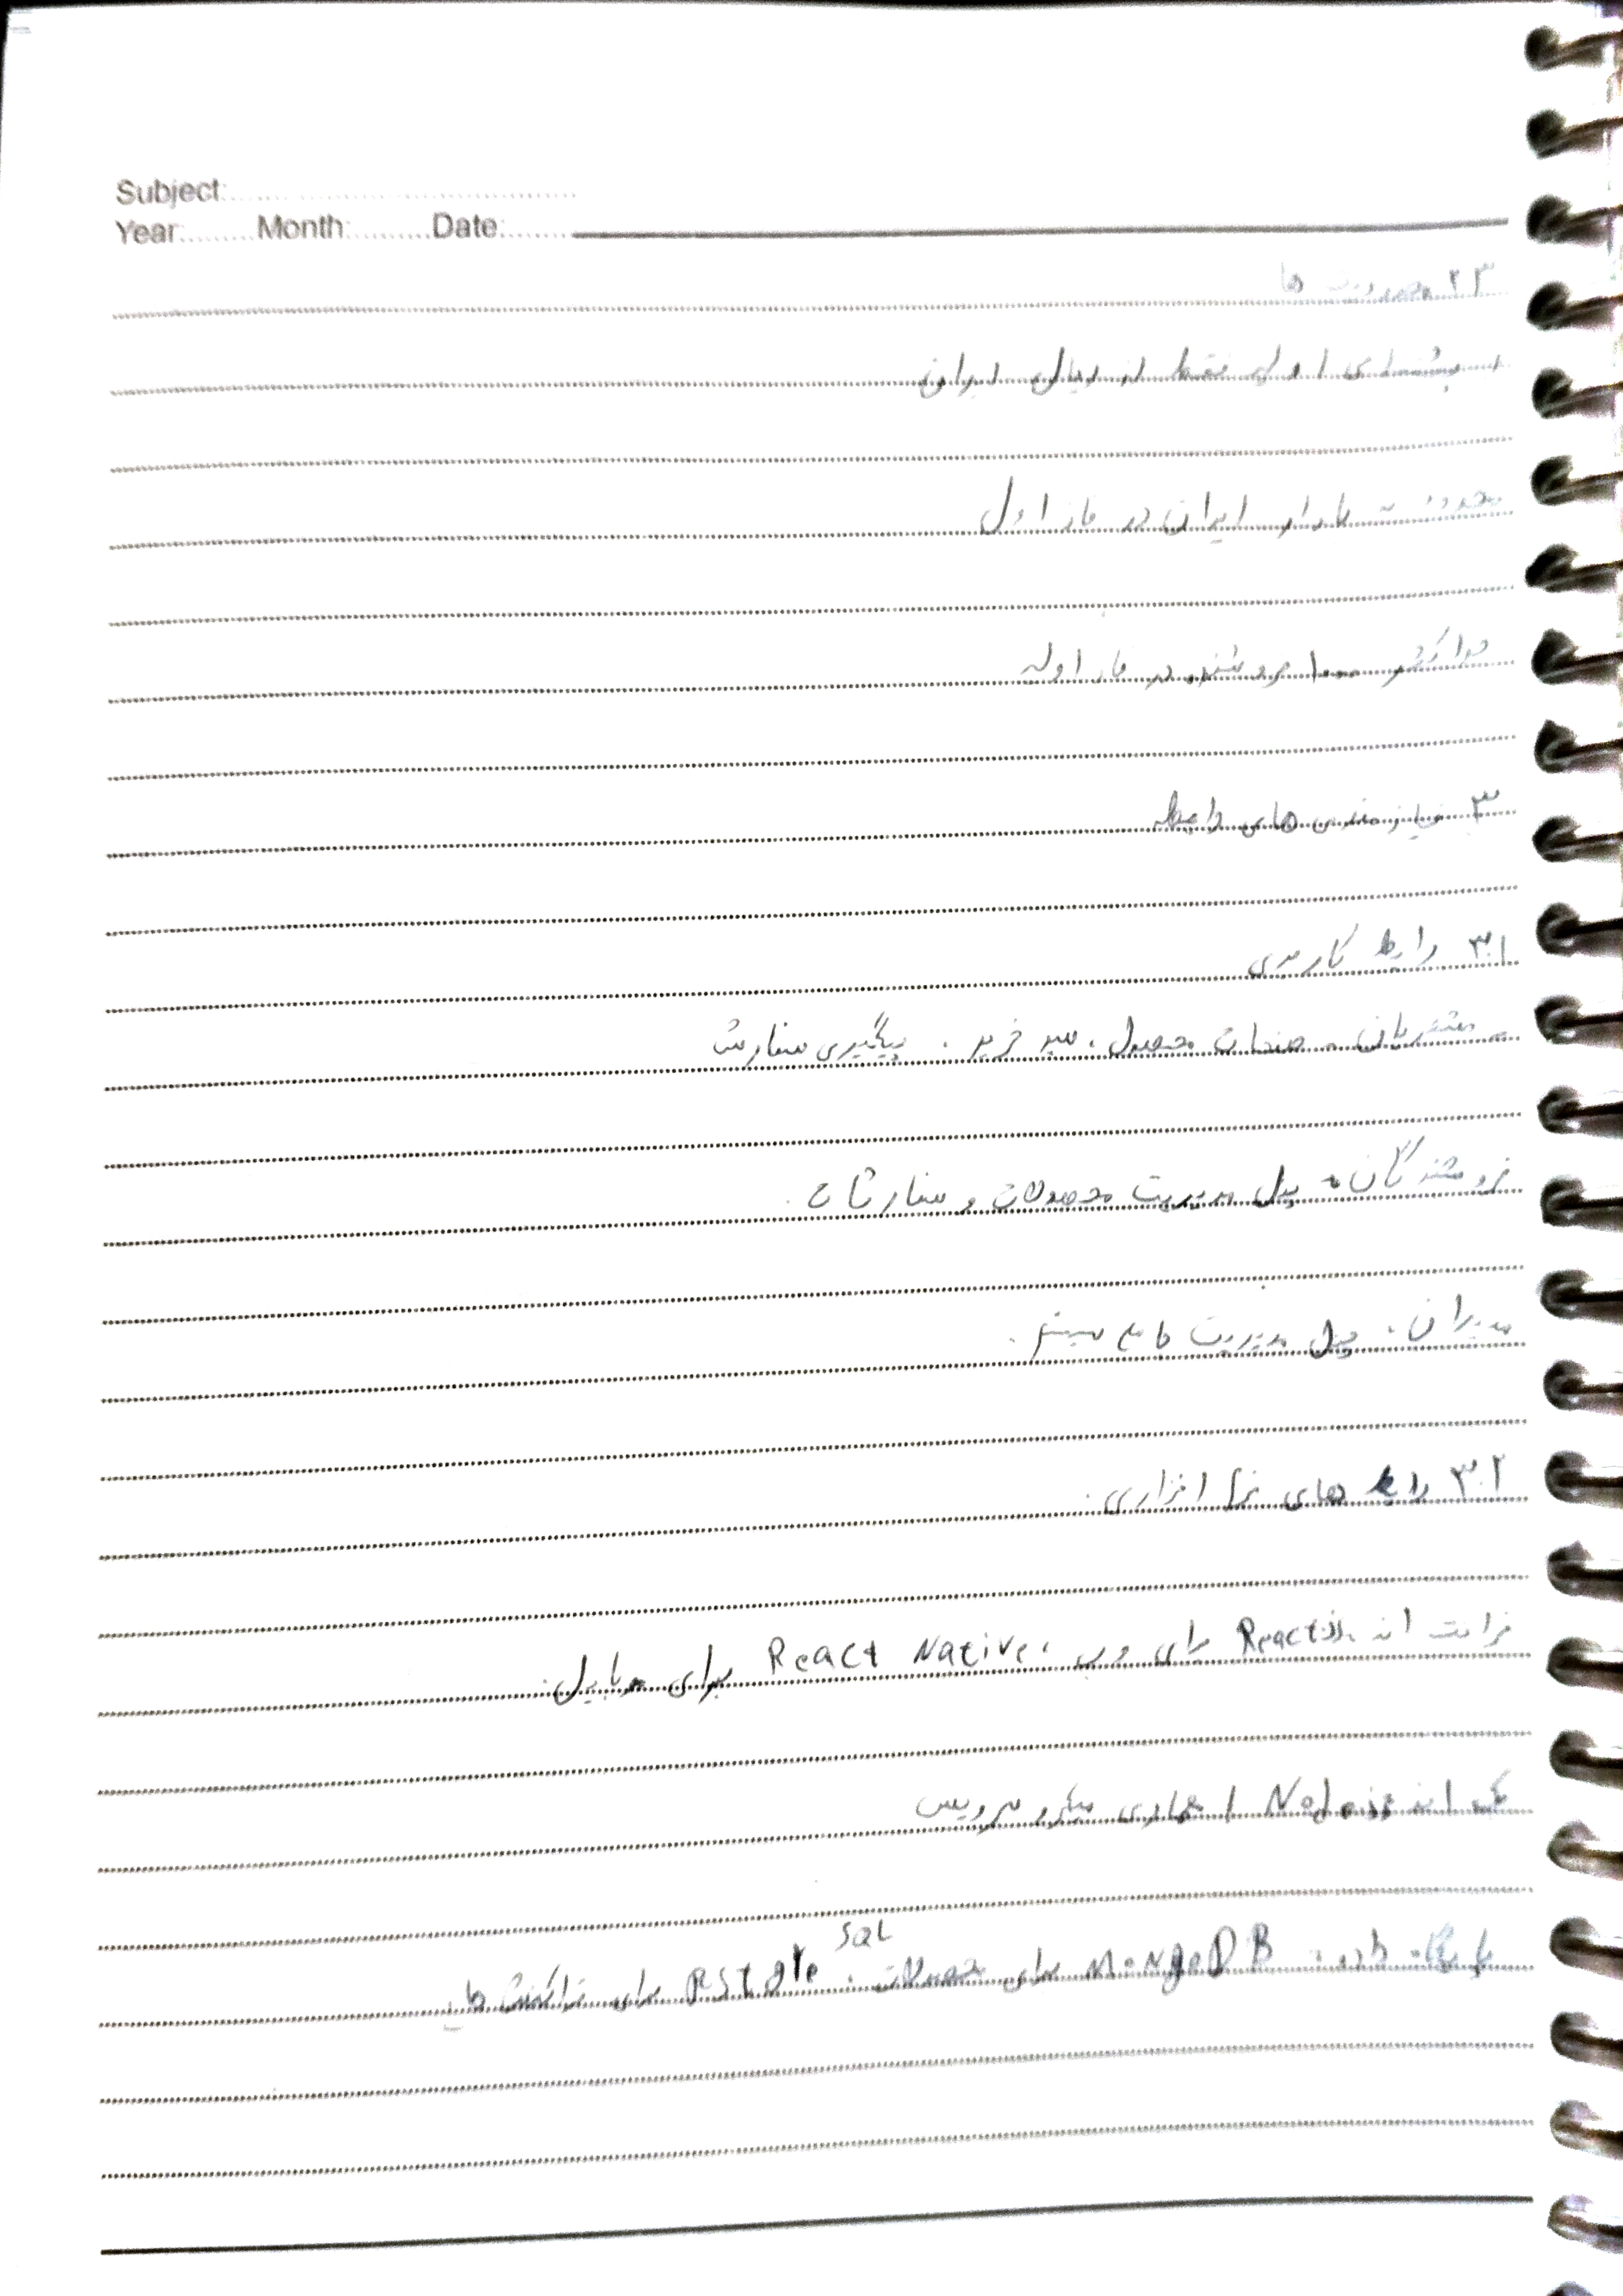 Subject:
Year: Month: Date:
۲.۳ محدودیت ها
پشتیبانی اولیه فقط از ریال ایران
محدود به بازار ایران در فاز اول
حداکثر ۱۰۰۰۰ فروشنده در فاز اولیه
۳ نیازمندی های رابط
۳.۱ رابط کاربری
مشتریان - صفحات محصول، سبد خرید، پیگیری سفارش
فروشندگان - پنل مدیریت محصولات و سفارشات.
مدیران، پنل مدیریت جامع سیستم.
۳.۲ رابط های نرم افزاری.
فرانت اند React برای وب، React Native برای موبایل.
بک اند Node.js / معماری میکروسرویس
SQL
پایگاه داده MongoDB برای محصولات، برای تراکنش ها